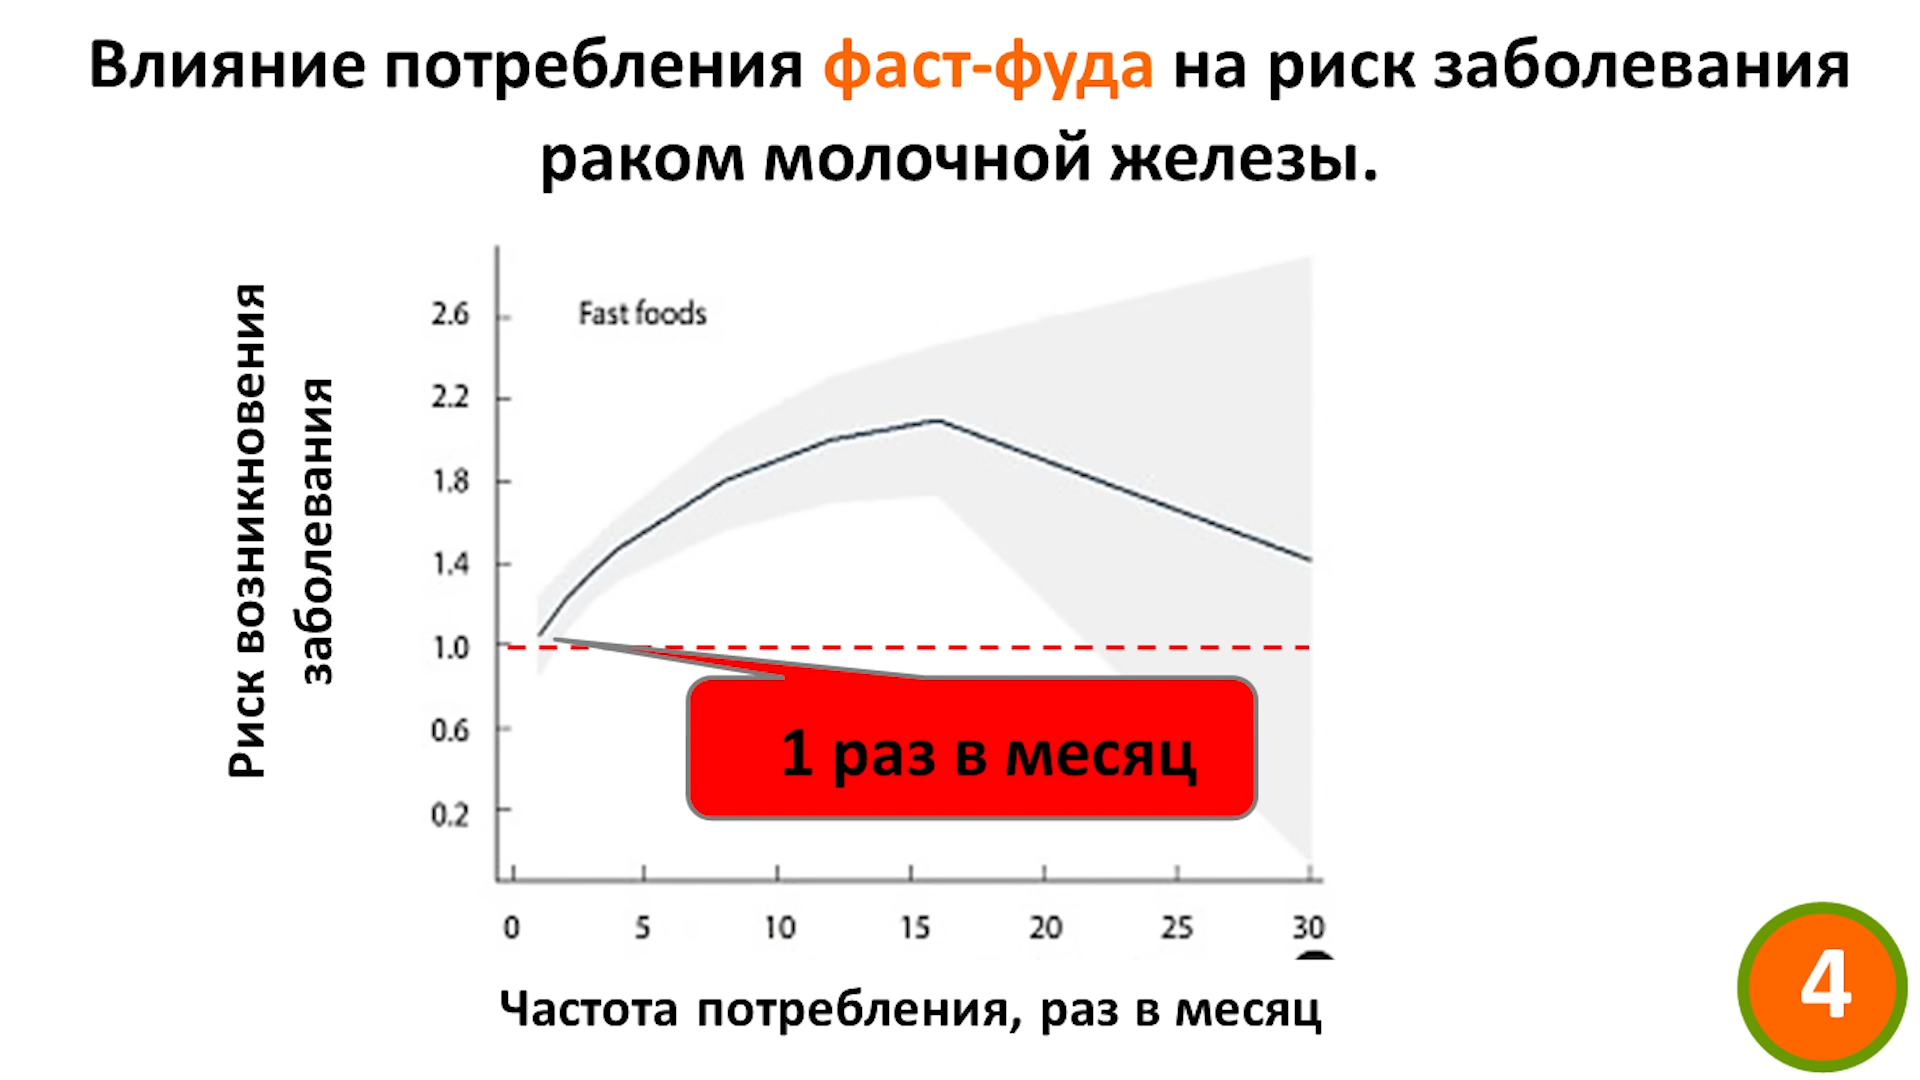 Влияние потребления фаст-фуда на риск заболевания
раком молочной железы.
Риск возникновения
заболевания
Fast foods
2.6
2.2
1.8
1.4
1.0
0.6
0.2
1 раз в месяц
0 5 10 15 20 25 30
Частота потребления, раз в месяц
4